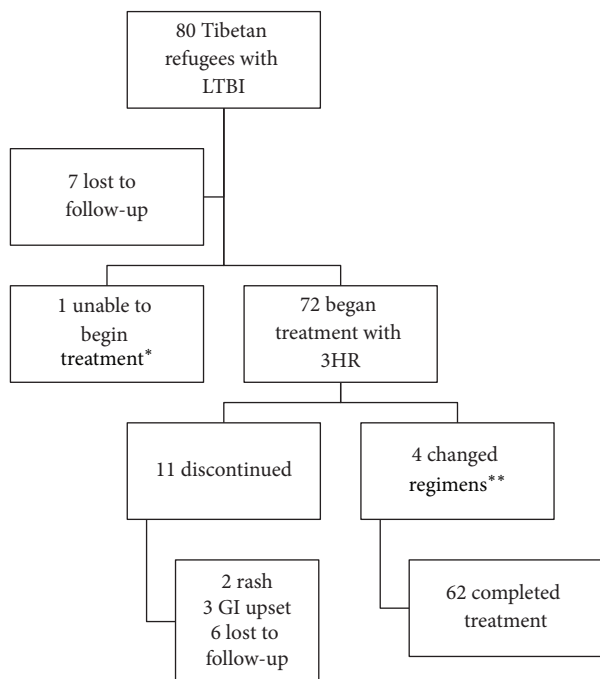 80 Tibetan
refugees with
LTBI
7 lost to
follow-up
1 unable to
begin
treatment*
72 began
treatment with
3HR
11 discontinued
4 changed
regimens**
2 rash
3 GI upset
6 lost to
follow-up
62 completed
treatment